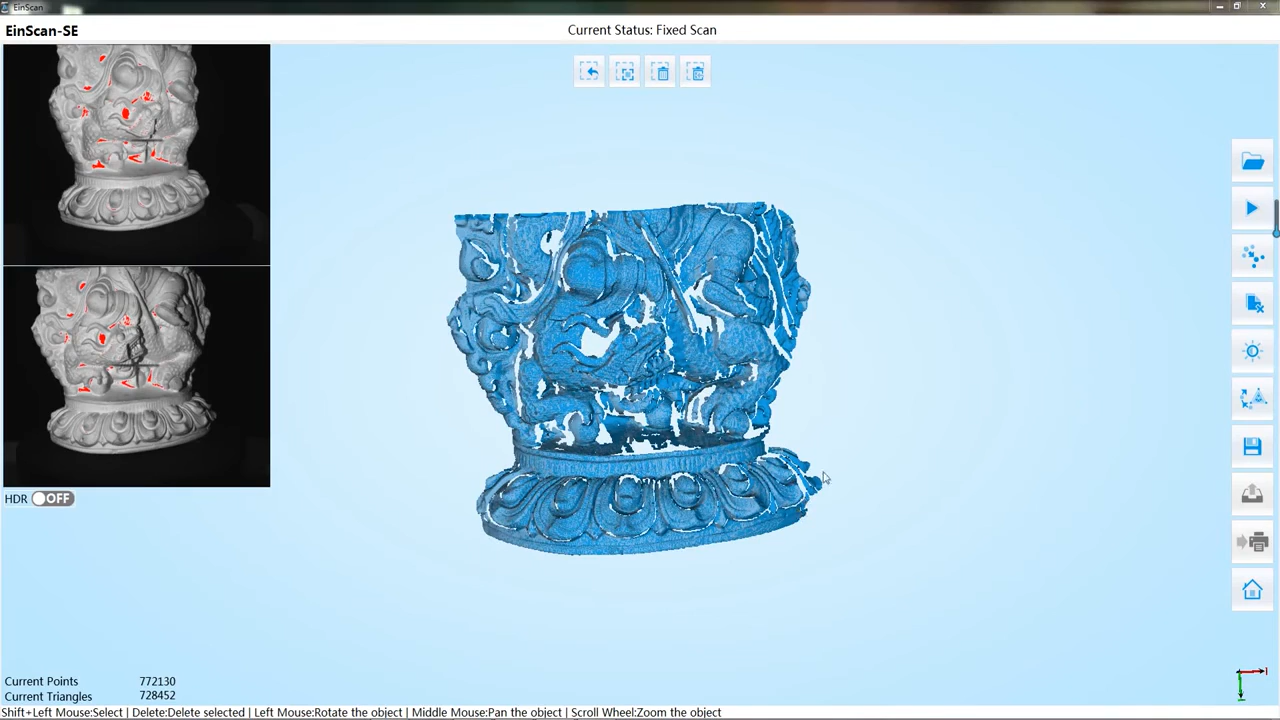 EinScan
EinScan-SE
Current Status: Fixed Scan
HDR OFF
Current Points 772130
Current Triangles 728452
Shift+Left Mouse:Select | Delete:Delete selected | Left Mouse:Rotate the object | Middle Mouse:Pan the object | Scroll Wheel:Zoom the object